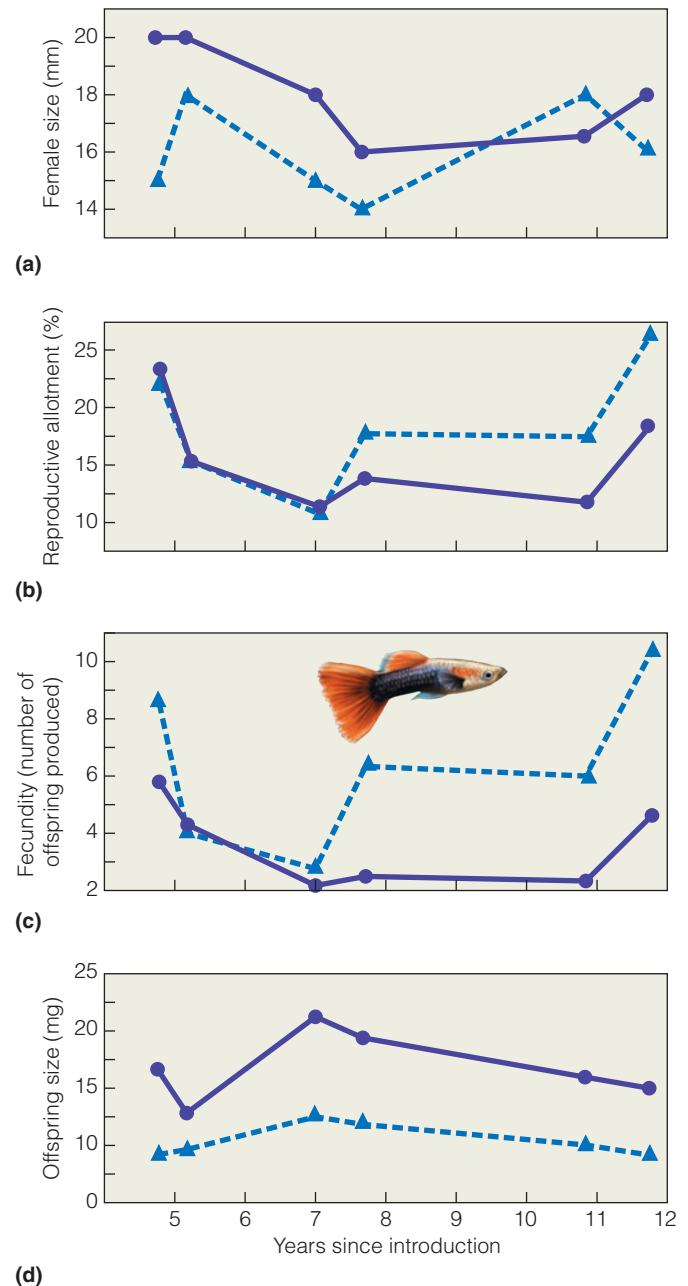 20
18
16
14
Female size (mm)
(a)
25
20
15
10
Reproductive allotment (%)
(b)
10
8
6
4
2
Fecundity (number of
offspring produced)
(c)
25
20
15
10
0
Offspring size (mg)
5 6 7 8 9 10 11 12
Years since introduction
(d)